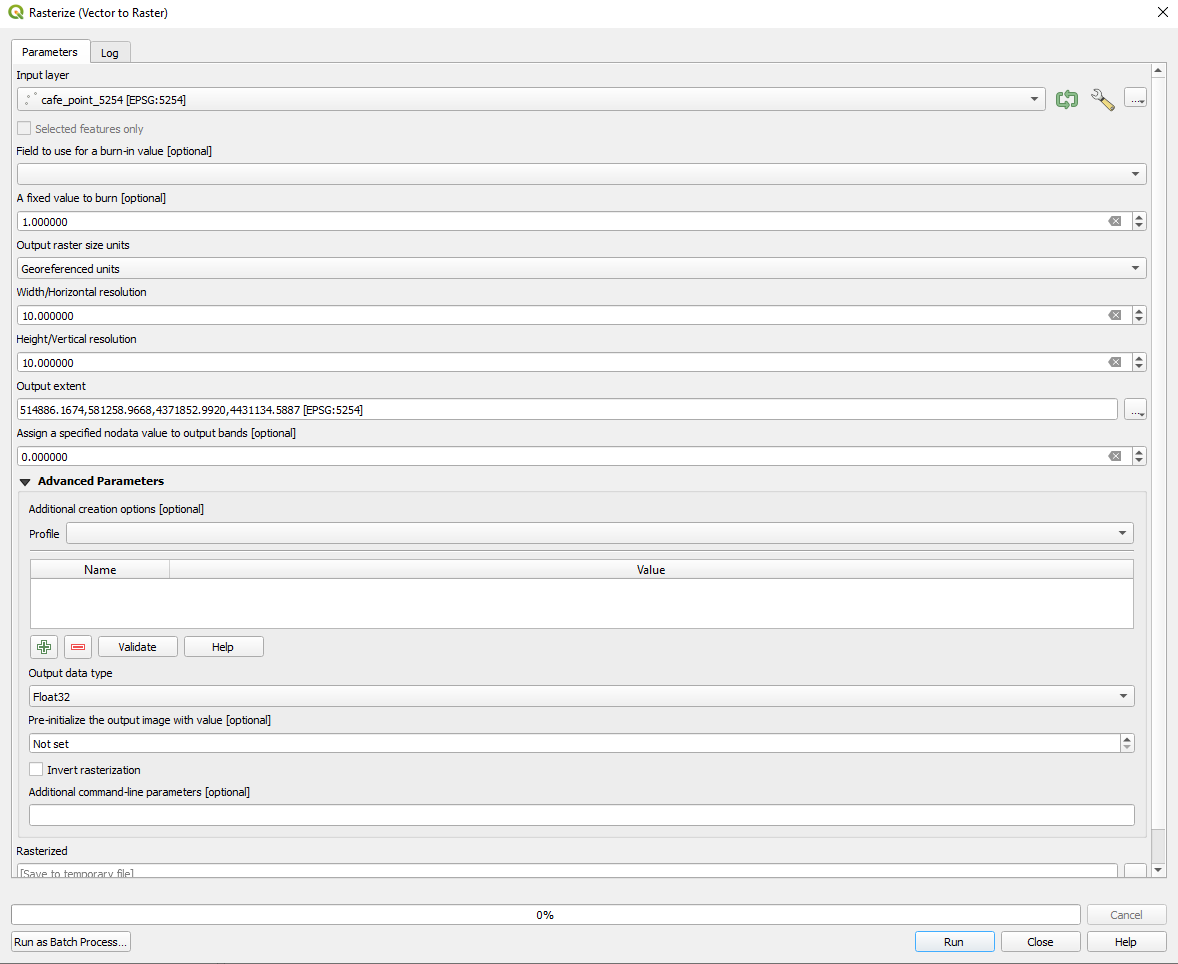 Rasterize (Vector to Raster)
Parameters
Log
Input layer
cafe_point_5254 [EPSG:5254]
...
Selected features only
Field to use for a burn-in value [optional]
A fixed value to burn [optional]
1.000000
Output raster size units
Georeferenced units
Width/Horizontal resolution
10.000000
Height/Vertical resolution
10.000000
Output extent
514886.1674,581258.9668,4371852.9920,4431134.5887 [EPSG:5254]
...
Assign a specified nodata value to output bands [optional]
0.000000
Advanced Parameters
Additional creation options [optional]
Profile
Name Value
Validate Help
Output data type
Float32
Pre-initialize the output image with value [optional]
Not set
Invert rasterization
Additional command-line parameters [optional]
Rasterized
[Save to temporary file]
0%
Cancel
Run as Batch Process...
Run Close Help